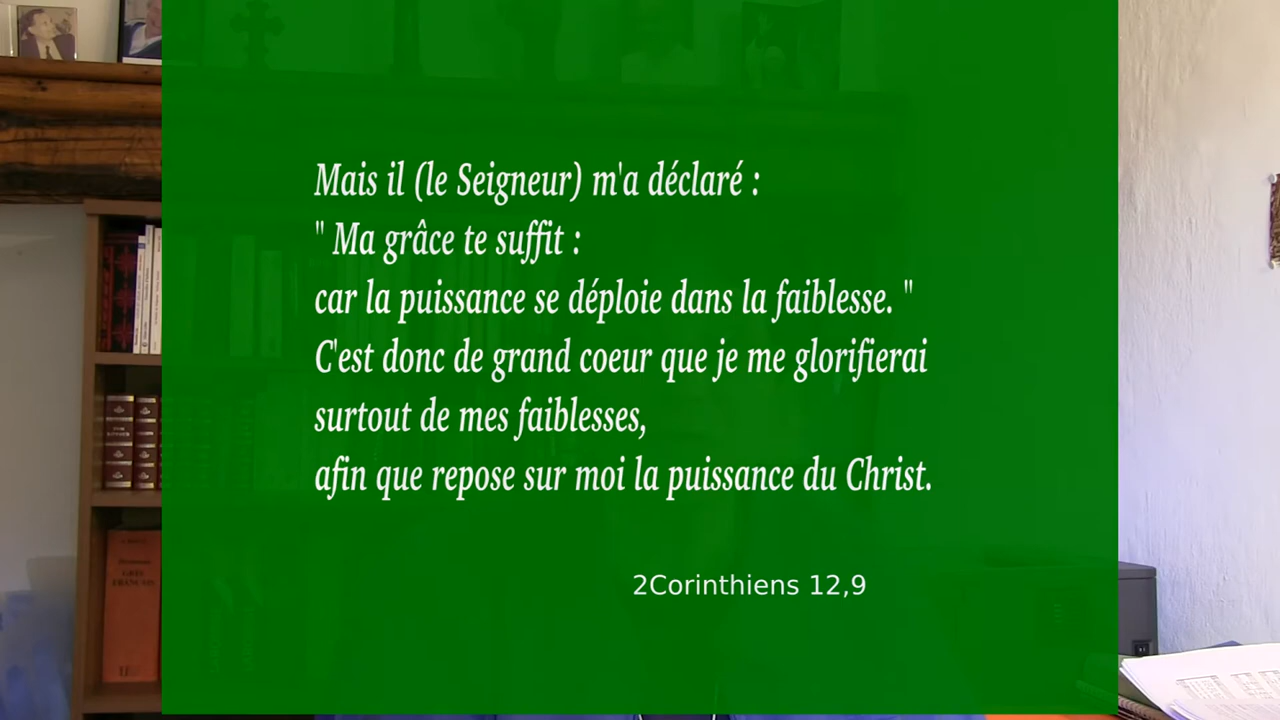 Mais il (le Seigneur) m'a déclaré :
" Ma grâce te suffit :
car la puissance se déploie dans la faiblesse. "
C'est donc de grand coeur que je me glorifierai
surtout de mes faiblesses,
afin que repose sur moi la puissance du Christ.
2Corinthiens 12,9